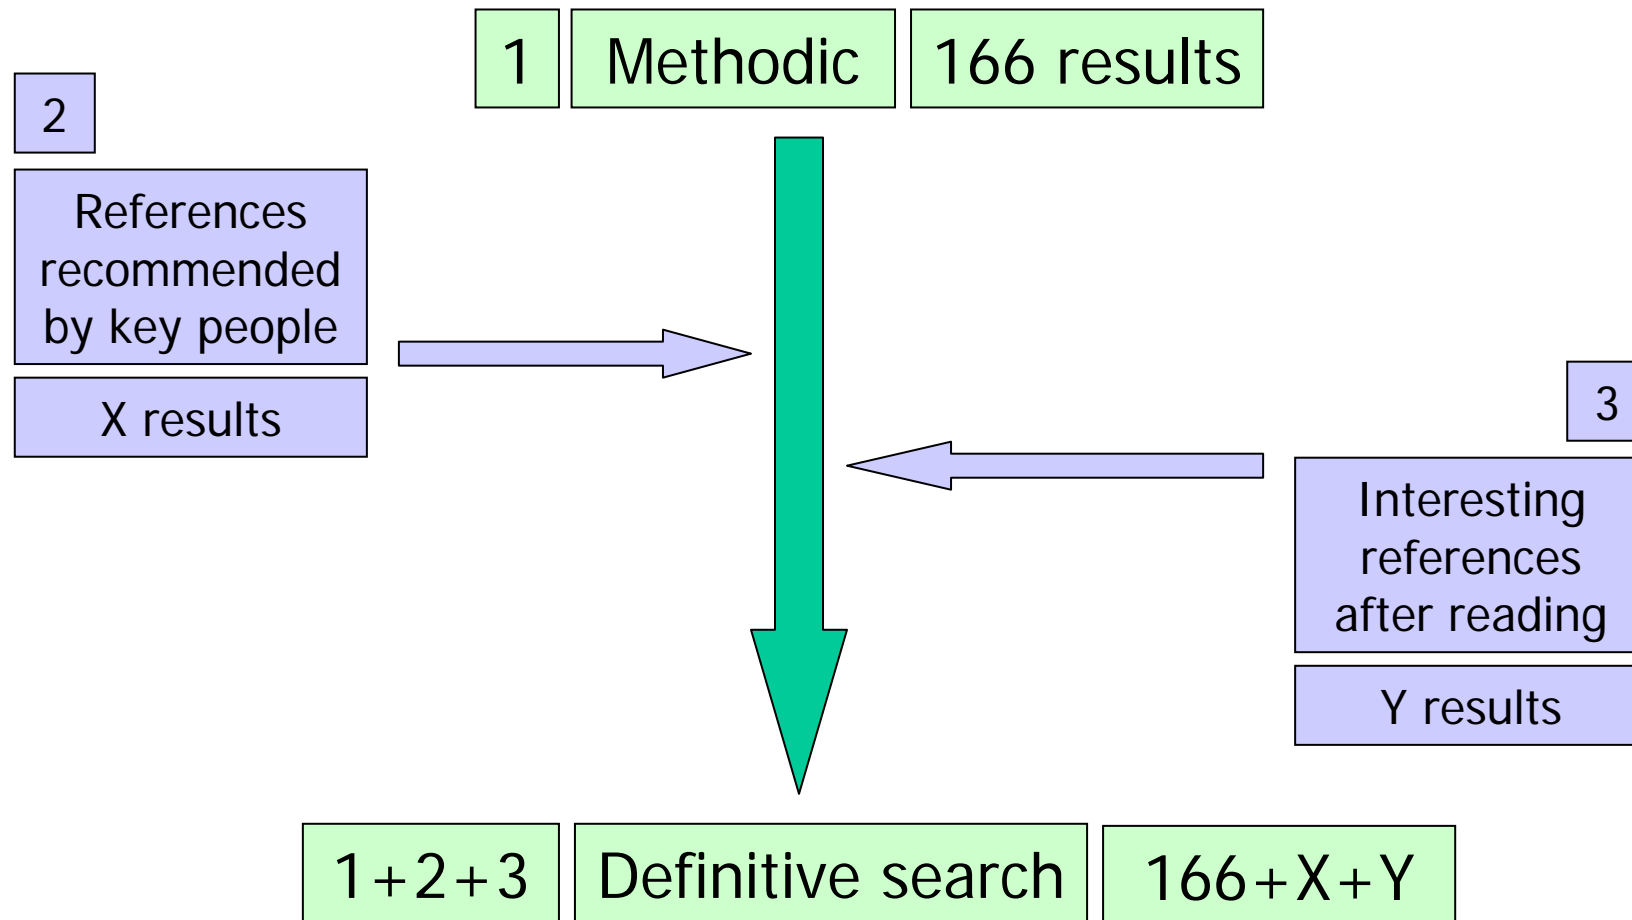 1 Methodic 166 results
2
References
recommended
by key people
X results
3
Interesting
references
after reading
Y results
1+2+3 Definitive search 166+X+Y